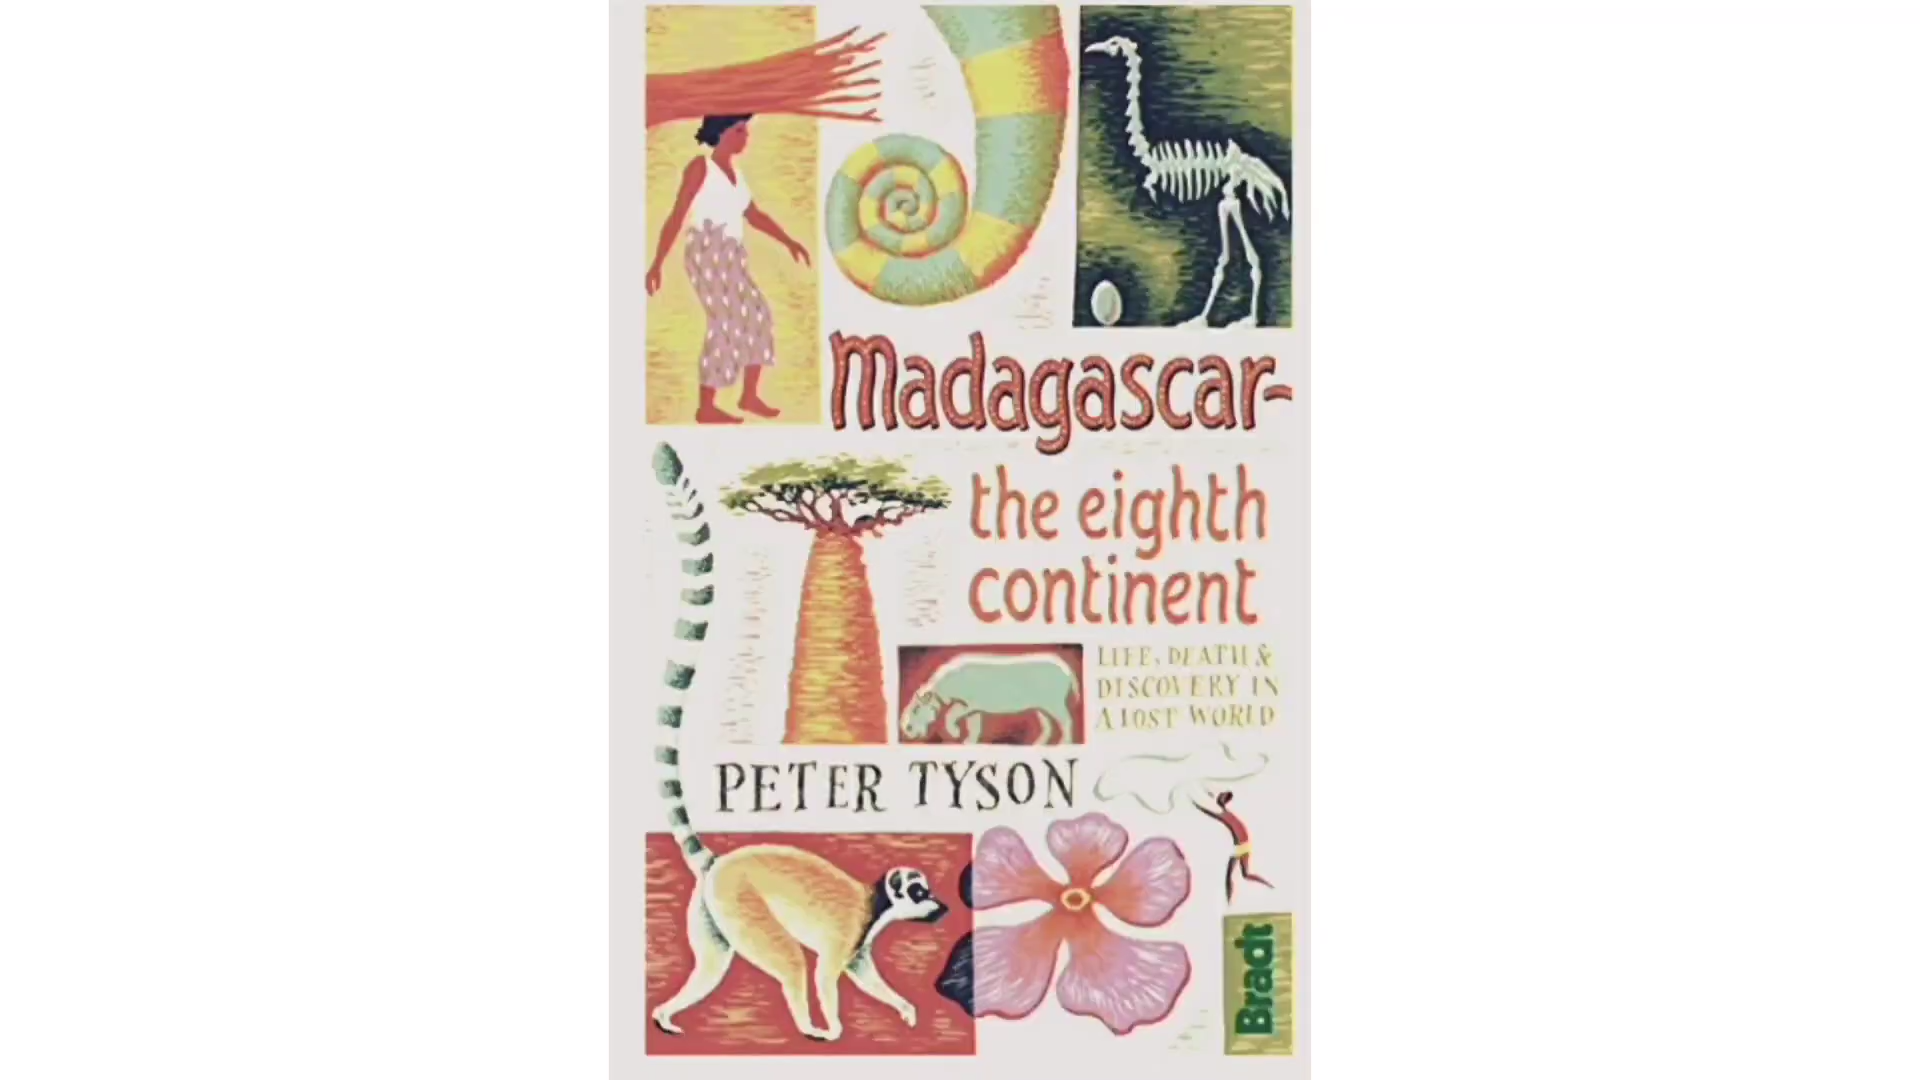 Madagascar-
the eighth
continent
LIFE, DEATH &
DISCOVERY IN
A LOST WORLD
PETER TYSON
Bradt